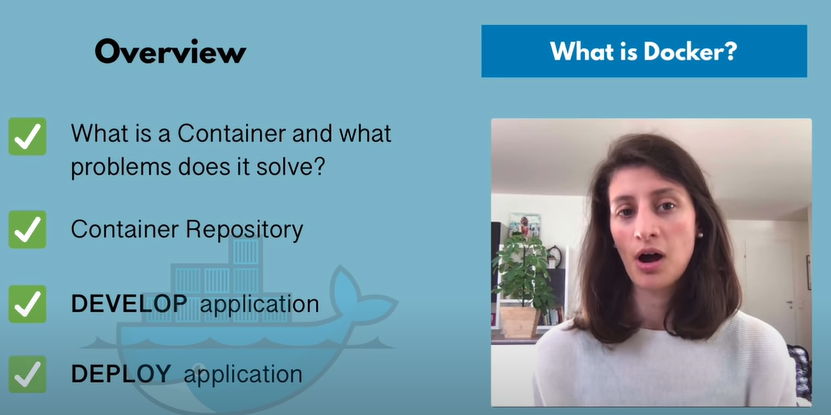 Overview
What is Docker?
What is a Container and what
problems does it solve?
Container Repository
DEVELOP application
DEPLOY application